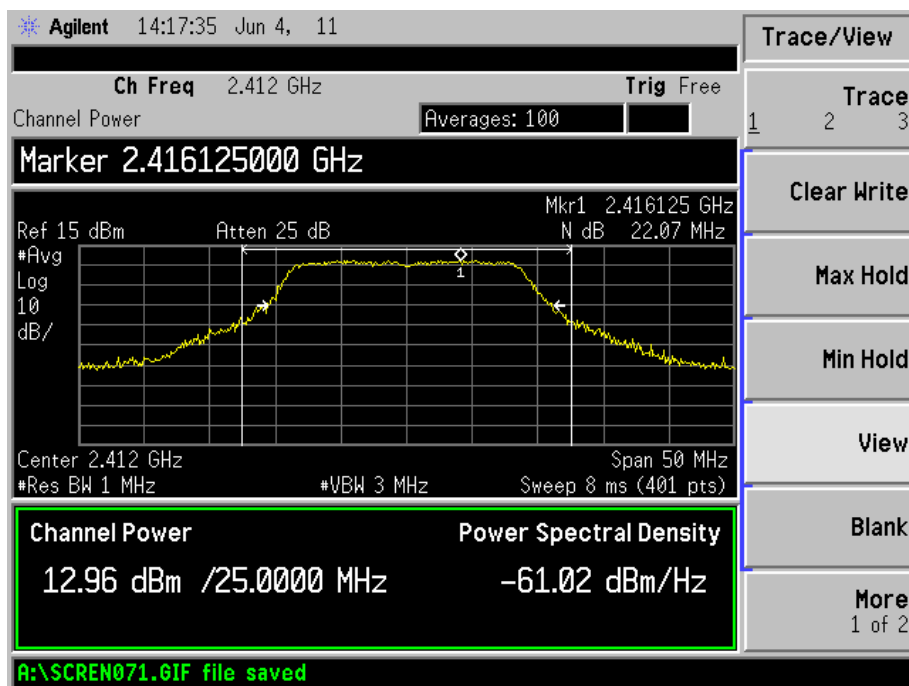 Agilent 14:17:35 Jun 4, 11
Trace/View
Ch Freq 2.412 GHz Trig Free
Channel Power Averages: 100
Marker 2.416125000 GHz
Mkr1 2.416125 GHz
Ref 15 dBm Atten 25 dB N dB 22.07 MHz
#Avg
Log
10
dB/
1
Center 2.412 GHz Span 50 MHz
#Res BW 1 MHz #VBW 3 MHz Sweep 8 ms (401 pts)
Channel Power Power Spectral Density
12.96 dBm /25.0000 MHz -61.02 dBm/Hz
A:\SCREN071.GIF file saved
Trace
1 2 3
Clear Write
Max Hold
Min Hold
View
Blank
More
1 of 2